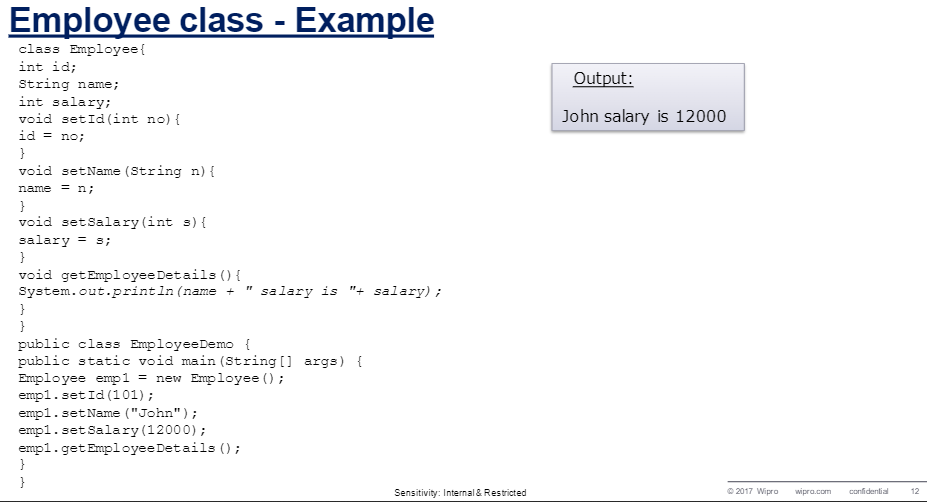 Employee class - Example
class Employee{
int id;
String name;
int salary;
void setId(int no){
id = no;
}
void setName(String n){
name = n;
}
void setSalary(int s){
salary = s;
}
void getEmployeeDetails(){
System.out.println(name + " salary is "+ salary);
}
}
public class EmployeeDemo {
public static void main(String[] args) {
Employee emp1 = new Employee();
emp1.setId(101);
emp1.setName("John");
emp1.setSalary(12000);
emp1.getEmployeeDetails();
}
}
Output:
John salary is 12000
Sensitivity: Internal & Restricted
© 2017 Wipro wipro.com confidential 12